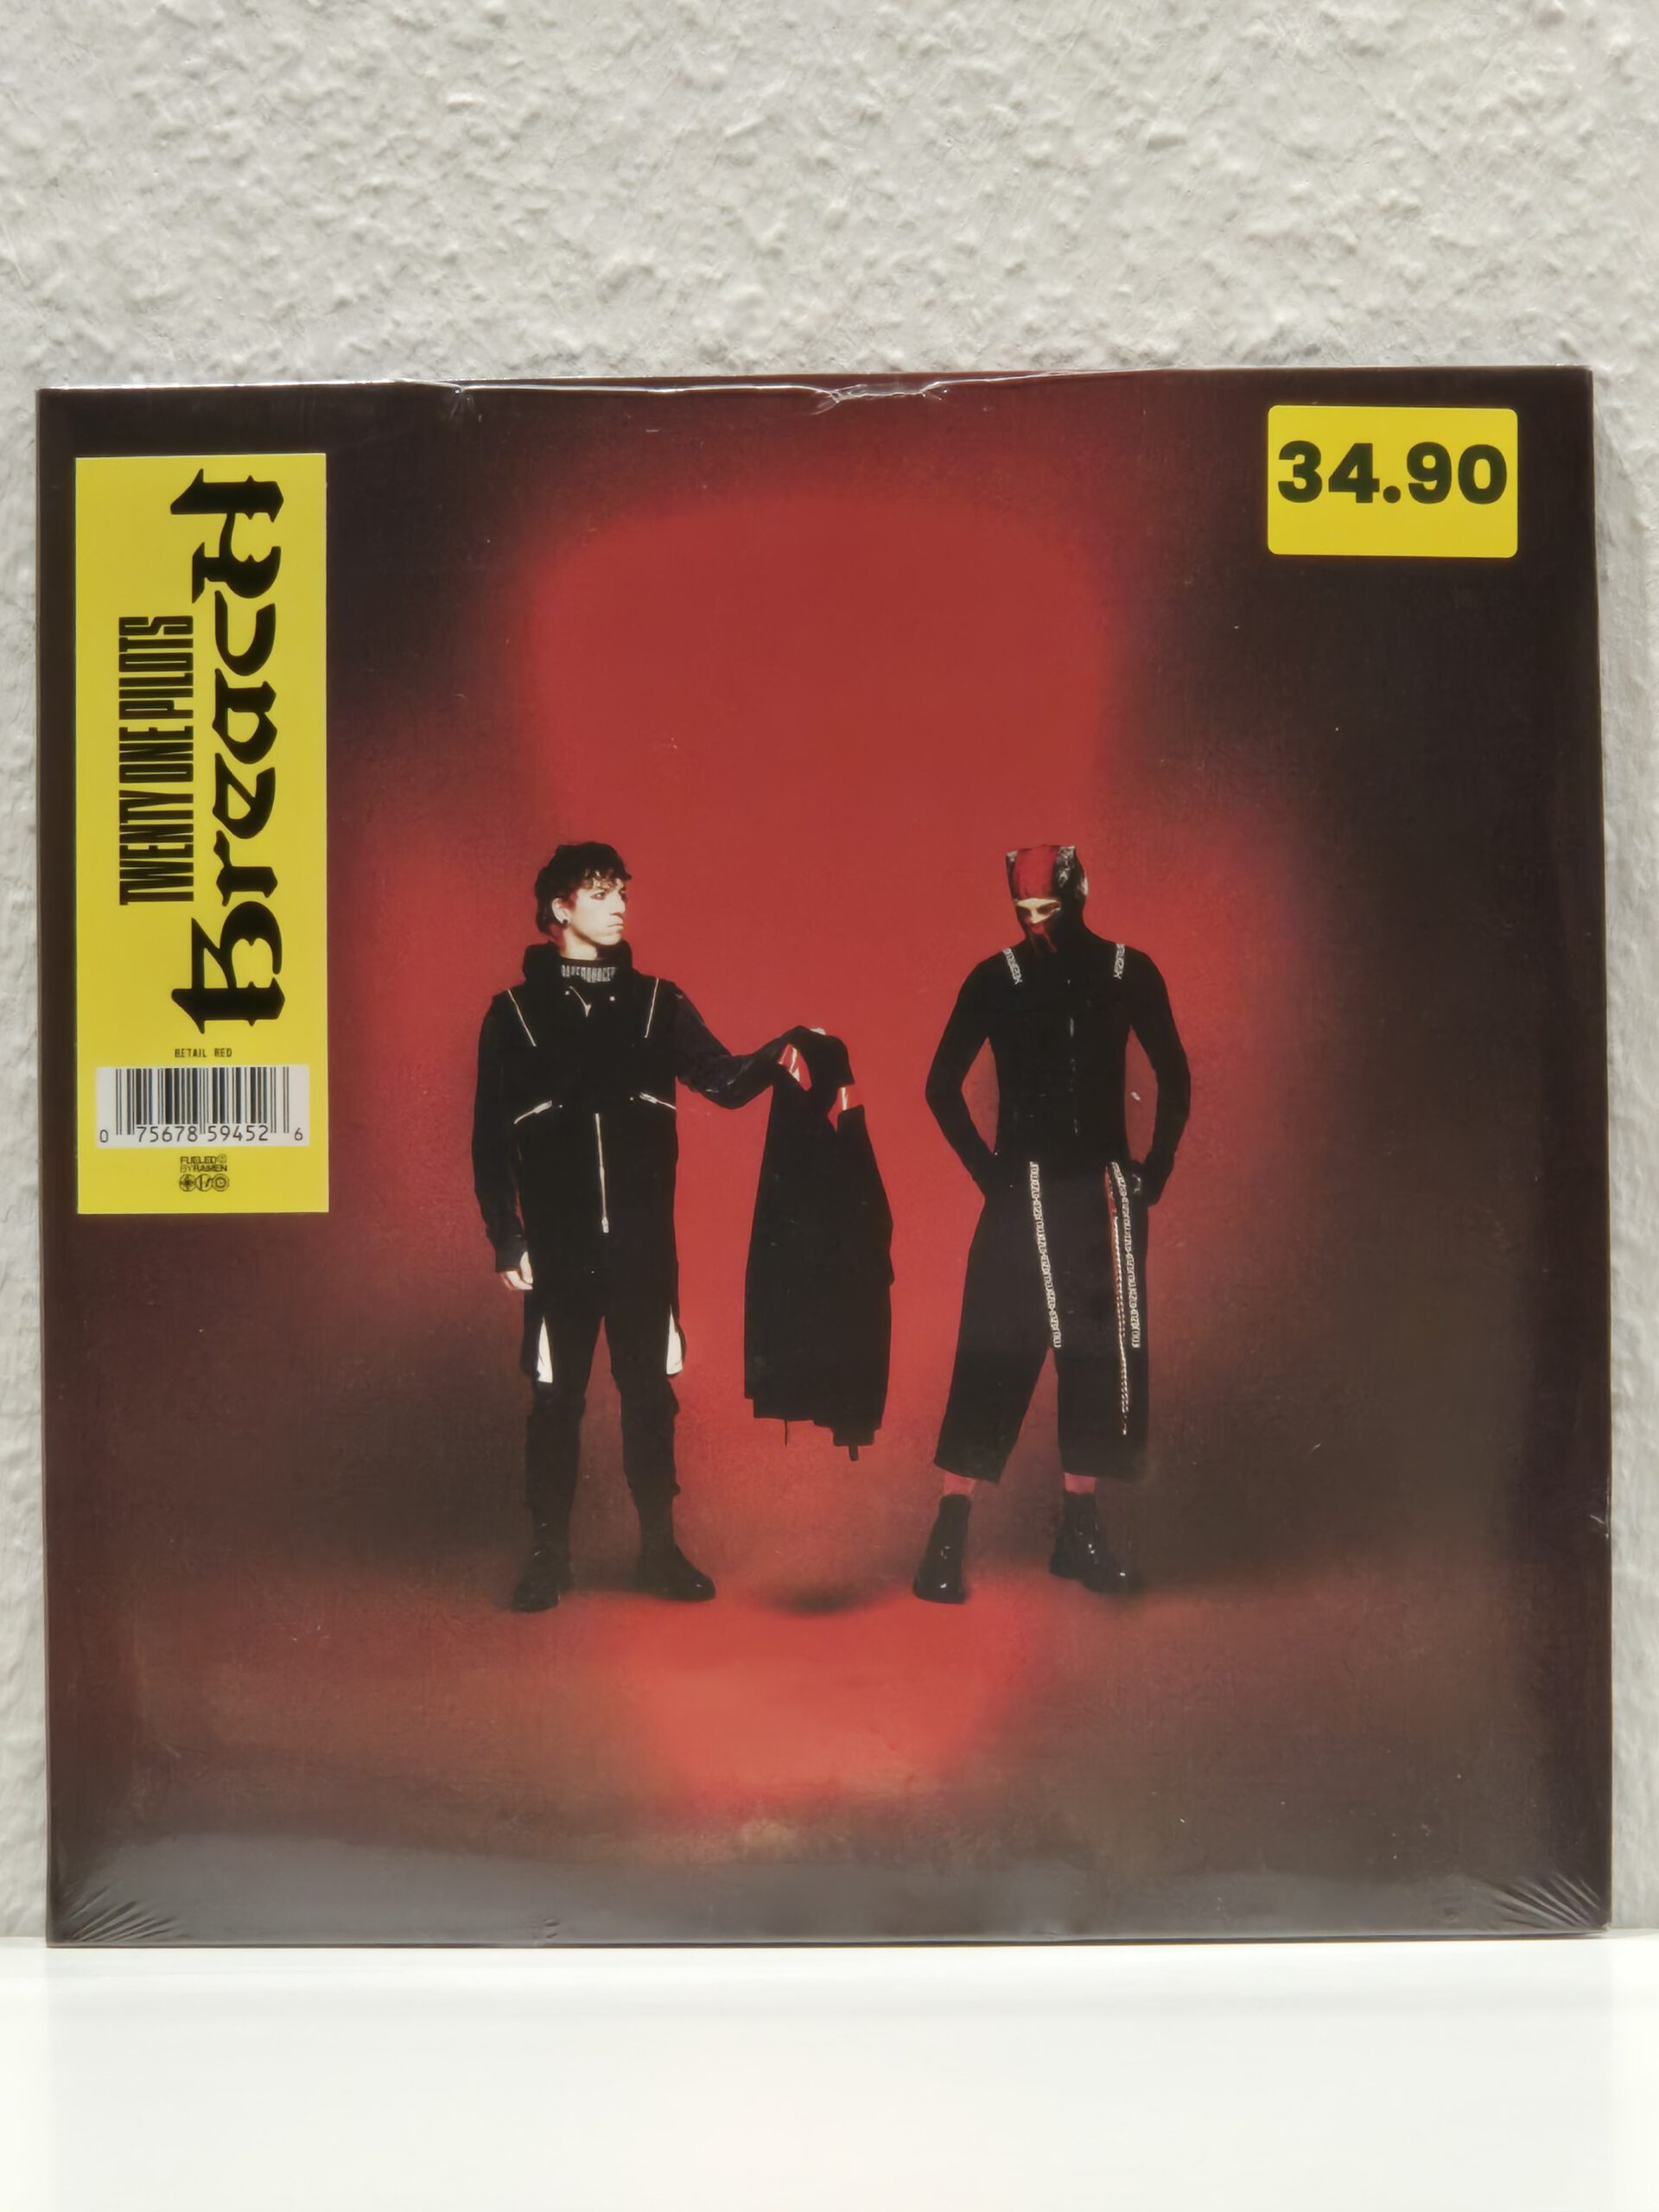 34.90
TWENTY ONE PILOTS
BreacH
RETAIL RED
0 75678 59452 6
FUELED
BY RAMEN